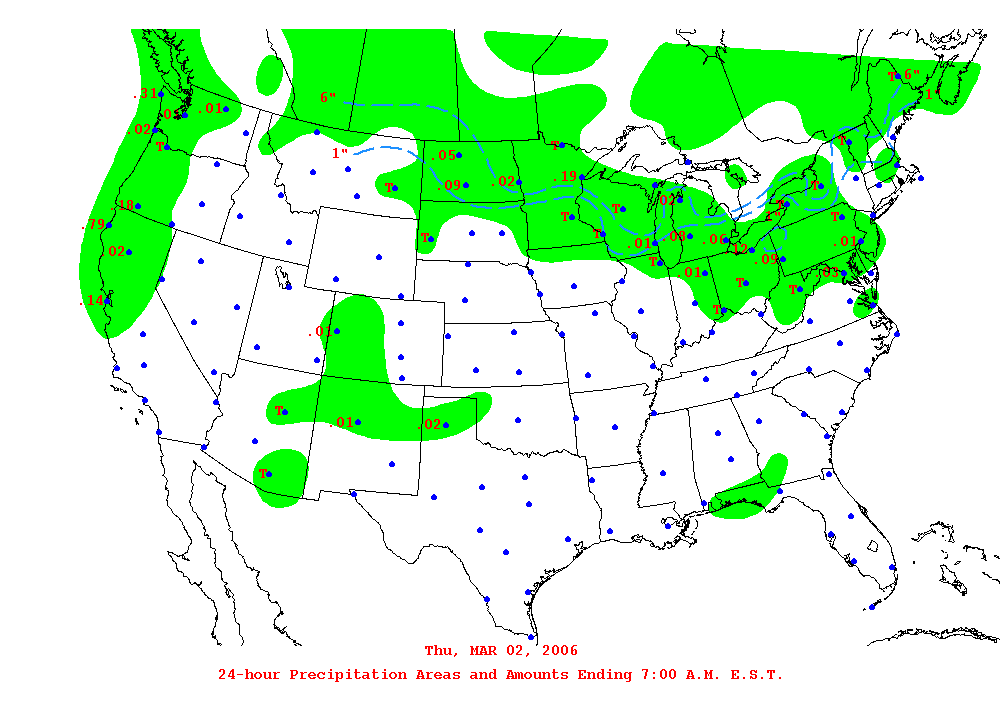 6" T 6"
.31 .01 1
.02
T 1" .05 T T
.09 .02 .19 T
T T
.18 .02 T
.79 T T 1" T
.02 .01 .08 .06 .12 .01
T .09
.01 .03
.14 T T
T
.01
T
.01 .02
T
Thu, MAR 02, 2006
24-hour Precipitation Areas and Amounts Ending 7:00 A.M. E.S.T.